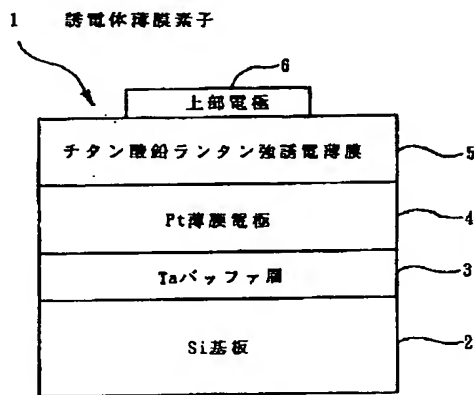 1 誘電体薄膜素子
6
上部電極
チタン酸鉛ランタン強誘電薄膜
5
Pt薄膜電極
4
Taバッファ層
3
Si基板
2